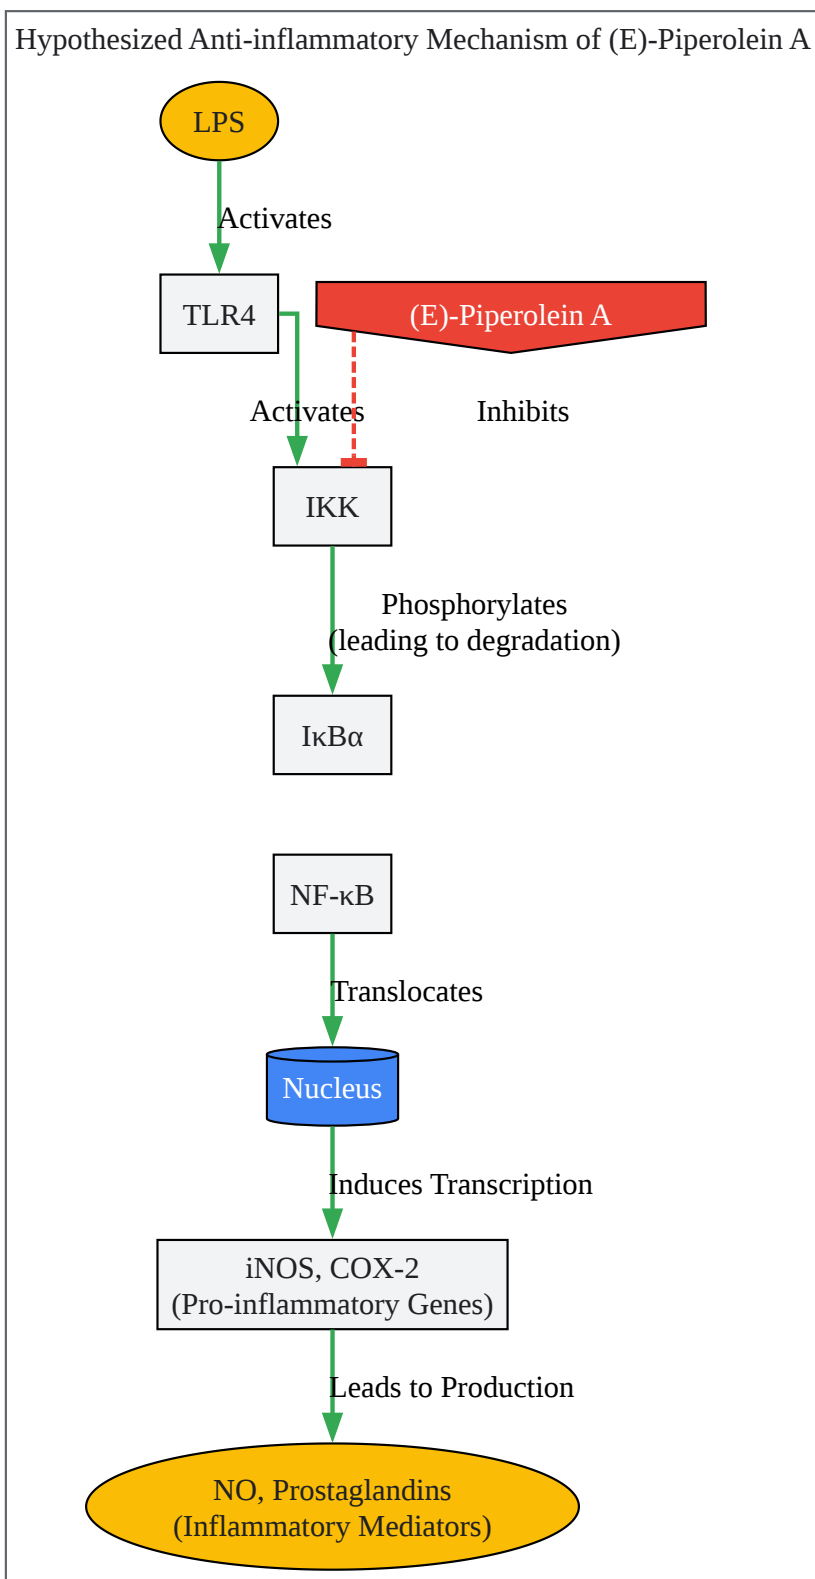 Hypothesized Anti-inflammatory Mechanism of (E)-Piperolein A
LPS
Activates
TLR4
(E)-Piperolein A
Activates
Inhibits
IKK
Phosphorylates
(leading to degradation)
IκBα
NF-κB
Translocates
Nucleus
Induces Transcription
iNOS, COX-2
(Pro-inflammatory Genes)
Leads to Production
NO, Prostaglandins
(Inflammatory Mediators)